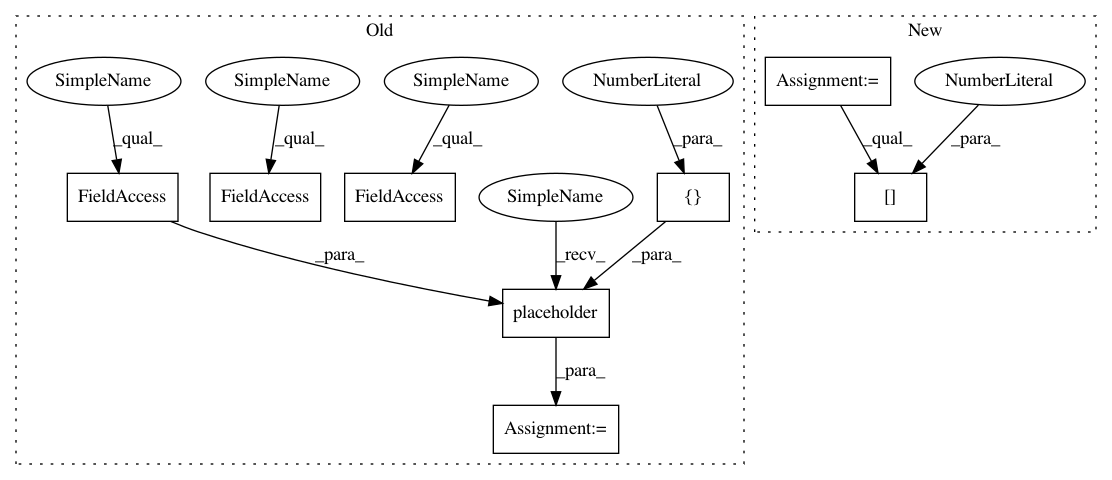 Old
New
SimpleName
SimpleName
SimpleName
NumberLiteral
Assignment:=
NumberLiteral
_qual_
_qual_
_qual_
_para_
_qual_
_para_
FieldAccess
FieldAccess
FieldAccess
SimpleName
{}
[]
_para_
_recv_
_para_
placeholder
_para_
Assignment:=